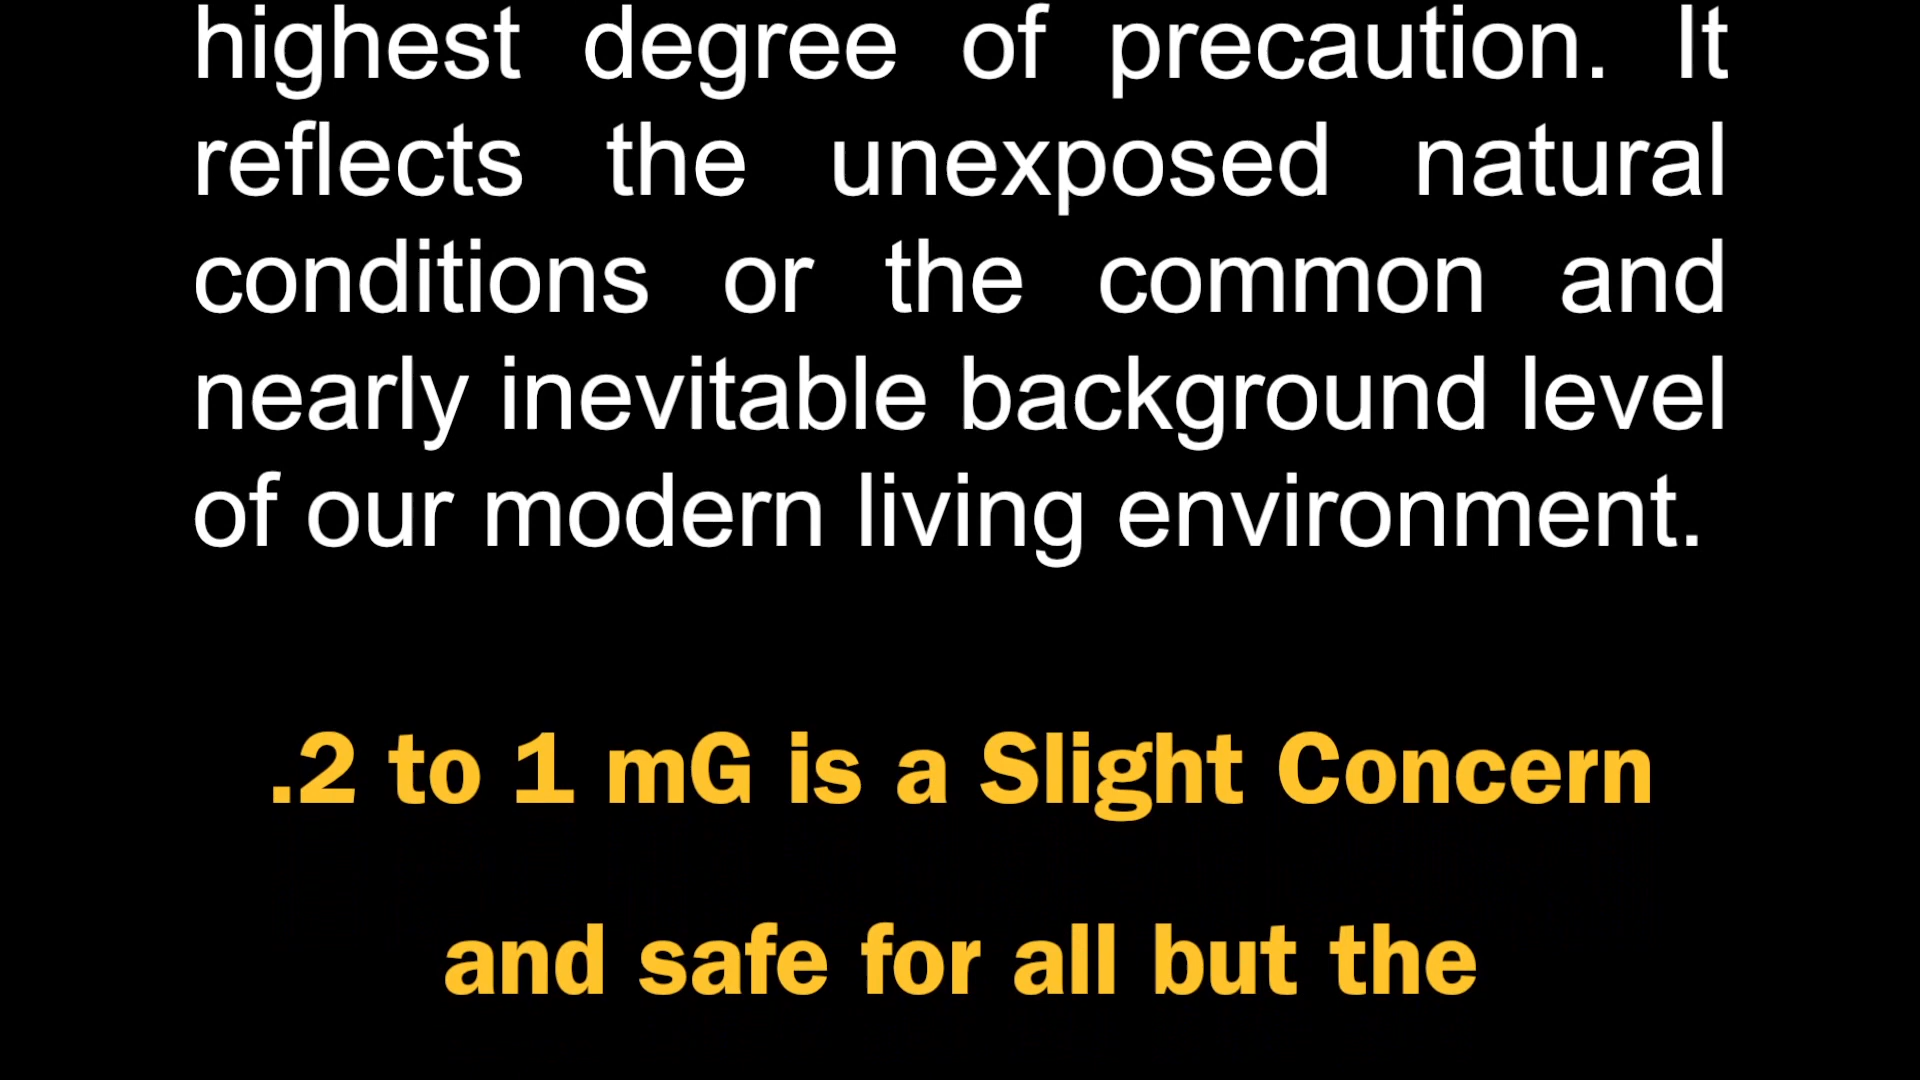 highest degree of precaution. It
reflects the unexposed natural
conditions or the common and
nearly inevitable background level
of our modern living environment.
.2 to 1 mG is a Slight Concern
and safe for all but the